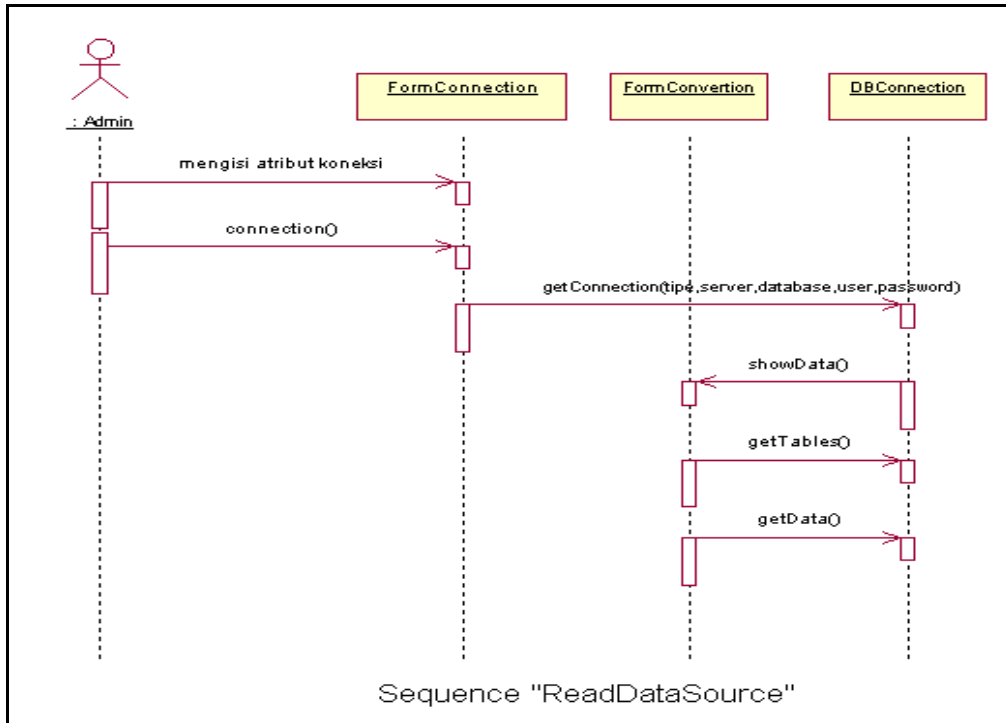 FormConnection
FormConvertion
DBConnection
: Admin
mengisi atribut koneksi
connection()
getConnection(tipe,server,database,user,password)
showData()
getTables()
getData()
Sequence "ReadDataSource"